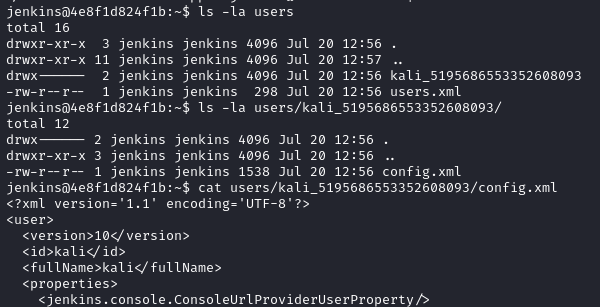 jenkins@4e8f1d824f1b:~$ ls -la users
total 16
drwxr-xr-x  3 jenkins jenkins 4096 Jul 20 12:56 .
drwxr-xr-x 11 jenkins jenkins 4096 Jul 20 12:57 ..
drwx------  2 jenkins jenkins 4096 Jul 20 12:56 kali_5195686553352608093
-rw-r--r--  1 jenkins jenkins  298 Jul 20 12:56 users.xml
jenkins@4e8f1d824f1b:~$ ls -la users/kali_5195686553352608093/
total 12
drwx------ 2 jenkins jenkins 4096 Jul 20 12:56 .
drwxr-xr-x 3 jenkins jenkins 4096 Jul 20 12:56 ..
-rw-r--r-- 1 jenkins jenkins 1538 Jul 20 12:56 config.xml
jenkins@4e8f1d824f1b:~$ cat users/kali_5195686553352608093/config.xml
<?xml version='1.1' encoding='UTF-8'?>
<user>
  <version>10</version>
  <id>kali</id>
  <fullName>kali</fullName>
  <properties>
    <jenkins.console.ConsoleUrlProviderUserProperty/>